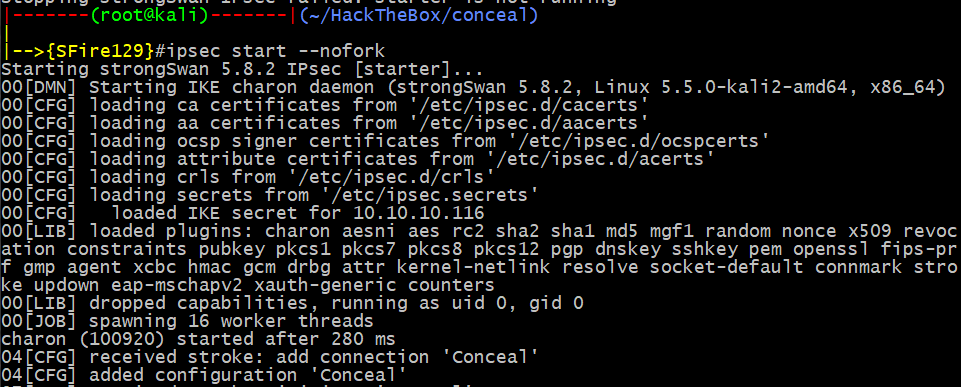 Stopping strongSwan IPsec failed: starter is not running
|-------(root@kali)-------|(~/HackTheBox/conceal)
|
|-->{SFire129}#ipsec start --nofork
Starting strongSwan 5.8.2 IPsec [starter]...
00[DMN] Starting IKE charon daemon (strongSwan 5.8.2, Linux 5.5.0-kali2-amd64, x86_64)
00[CFG] loading ca certificates from '/etc/ipsec.d/cacerts'
00[CFG] loading aa certificates from '/etc/ipsec.d/aacerts'
00[CFG] loading ocsp signer certificates from '/etc/ipsec.d/ocspcerts'
00[CFG] loading attribute certificates from '/etc/ipsec.d/acerts'
00[CFG] loading crls from '/etc/ipsec.d/crls'
00[CFG] loading secrets from '/etc/ipsec.secrets'
00[CFG]   loaded IKE secret for 10.10.10.116
00[LIB] loaded plugins: charon aesni aes rc2 sha2 sha1 md5 mgf1 random nonce x509 revoc
ation constraints pubkey pkcs1 pkcs7 pkcs8 pkcs12 pgp dnskey sshkey pem openssl fips-pr
f gmp agent xcbc hmac gcm drbg attr kernel-netlink resolve socket-default connmark stro
ke updown eap-mschapv2 xauth-generic counters
00[LIB] dropped capabilities, running as uid 0, gid 0
00[JOB] spawning 16 worker threads
charon (100920) started after 280 ms
04[CFG] received stroke: add connection 'Conceal'
04[CFG] added configuration 'Conceal'